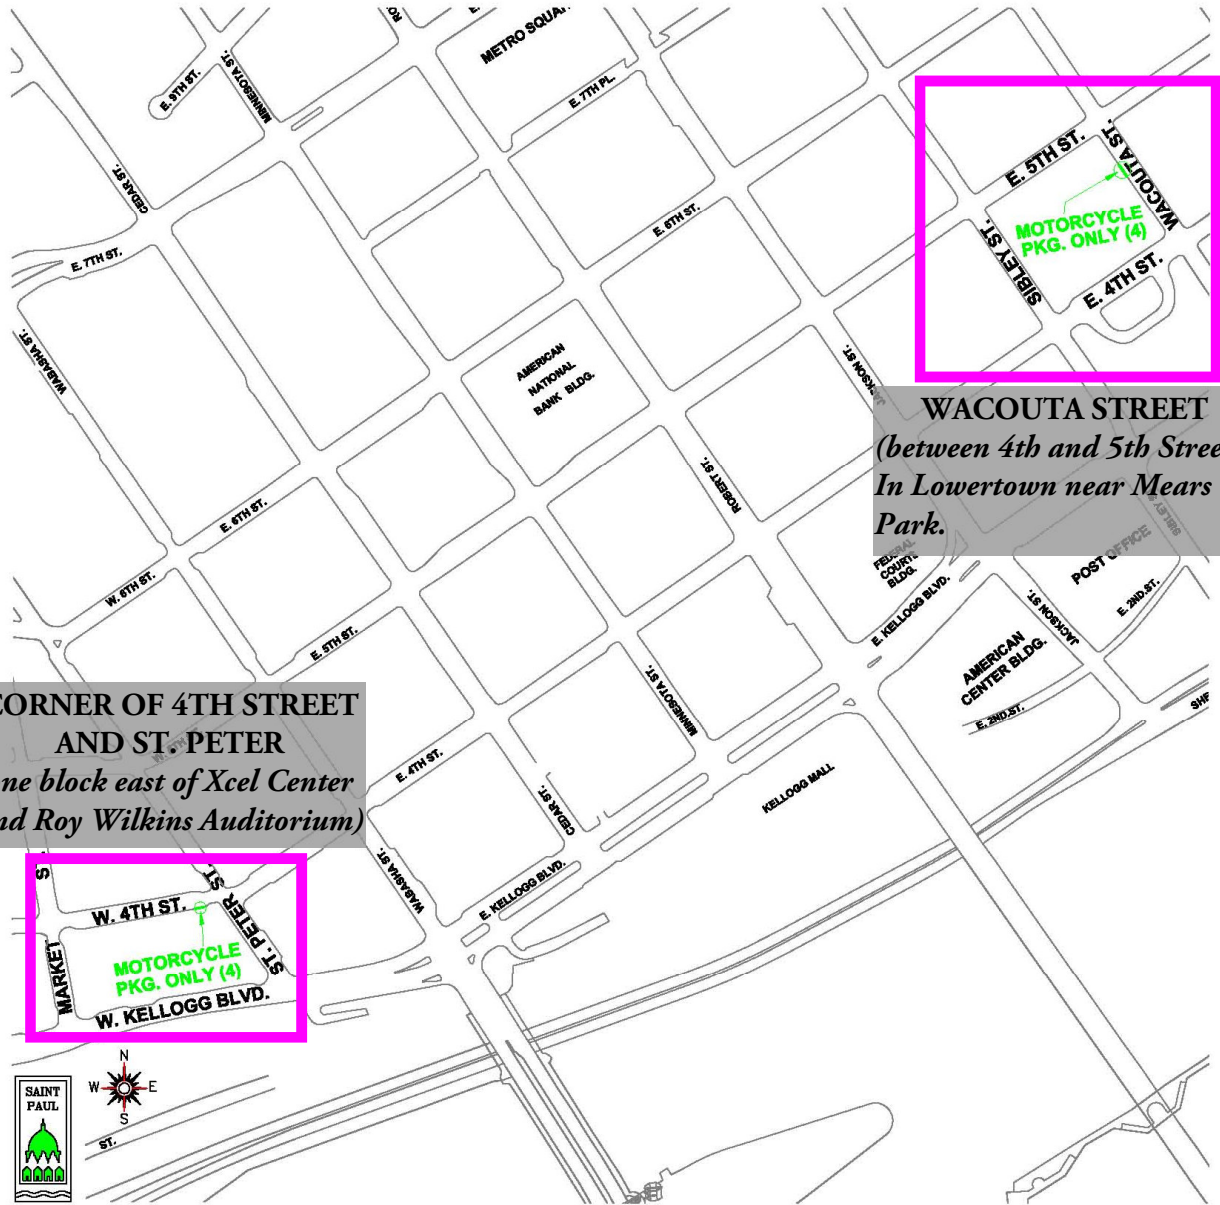 METRO SQUAR
E. 9TH ST.
MINNESOTA ST.
E. 7TH PL.
CEDAR ST.
E. 7TH ST.
E. 6TH ST.
E. 5TH ST.
WACOUTA ST.
MOTORCYCLE
PKG. ONLY (4)
SIBLEY ST.
E. 4TH ST.
WABASHA ST.
AMERICAN
NATIONAL
BANK BLDG.
JACKSON ST.
WACOUTA STREET
(between 4th and 5th Stree
In Lowertown near Mears
Park.
ROBERT ST.
E. 6TH ST.
W. 6TH ST.
FEDERAL
COURTS
BLDG.
POST OFFICE
SIBLEY S
E. 2ND.ST.
E. KELLOGG BLVD.
JACKSON ST.
E. 5TH ST.
AMERICAN
CENTER BLDG.
E. 2ND.ST.
SHE
MINNESOTA ST.
CORNER OF 4TH STREET
AND ST. PETER
ne block east of Xcel Center
nd Roy Wilkins Auditorium)
E. 4TH ST.
KELLOGG MALL
CEDAR ST.
WABASHA ST.
E. KELLOGG BLVD.
ST.
W. 4TH ST.
ST. PETER ST.
MARKET
MOTORCYCLE
PKG. ONLY (4)
W. KELLOGG BLVD.
N
W E
S
SAINT
PAUL
ST.